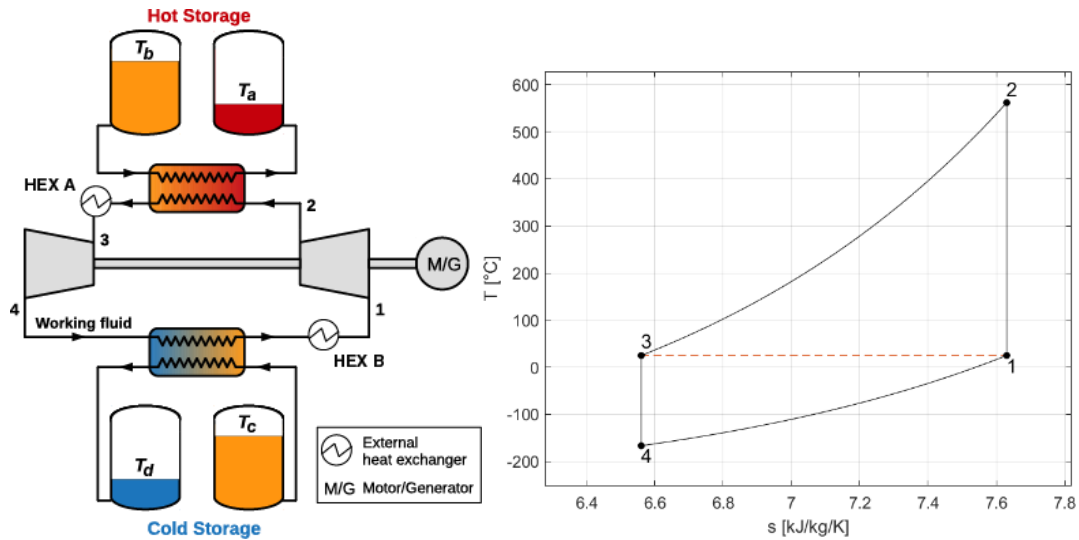 Hot Storage
T_b
T_a
HEX A
2
3
M/G
4
1
Working fluid
HEX B
T_c
T_d
External
heat exchanger
M/G Motor/Generator
Cold Storage
600
500
400
300
200
100
0
-100
-200
T [°C]
2
3
1
4
6.4 6.6 6.8 7 7.2 7.4 7.6 7.8
s [kJ/kg/K]